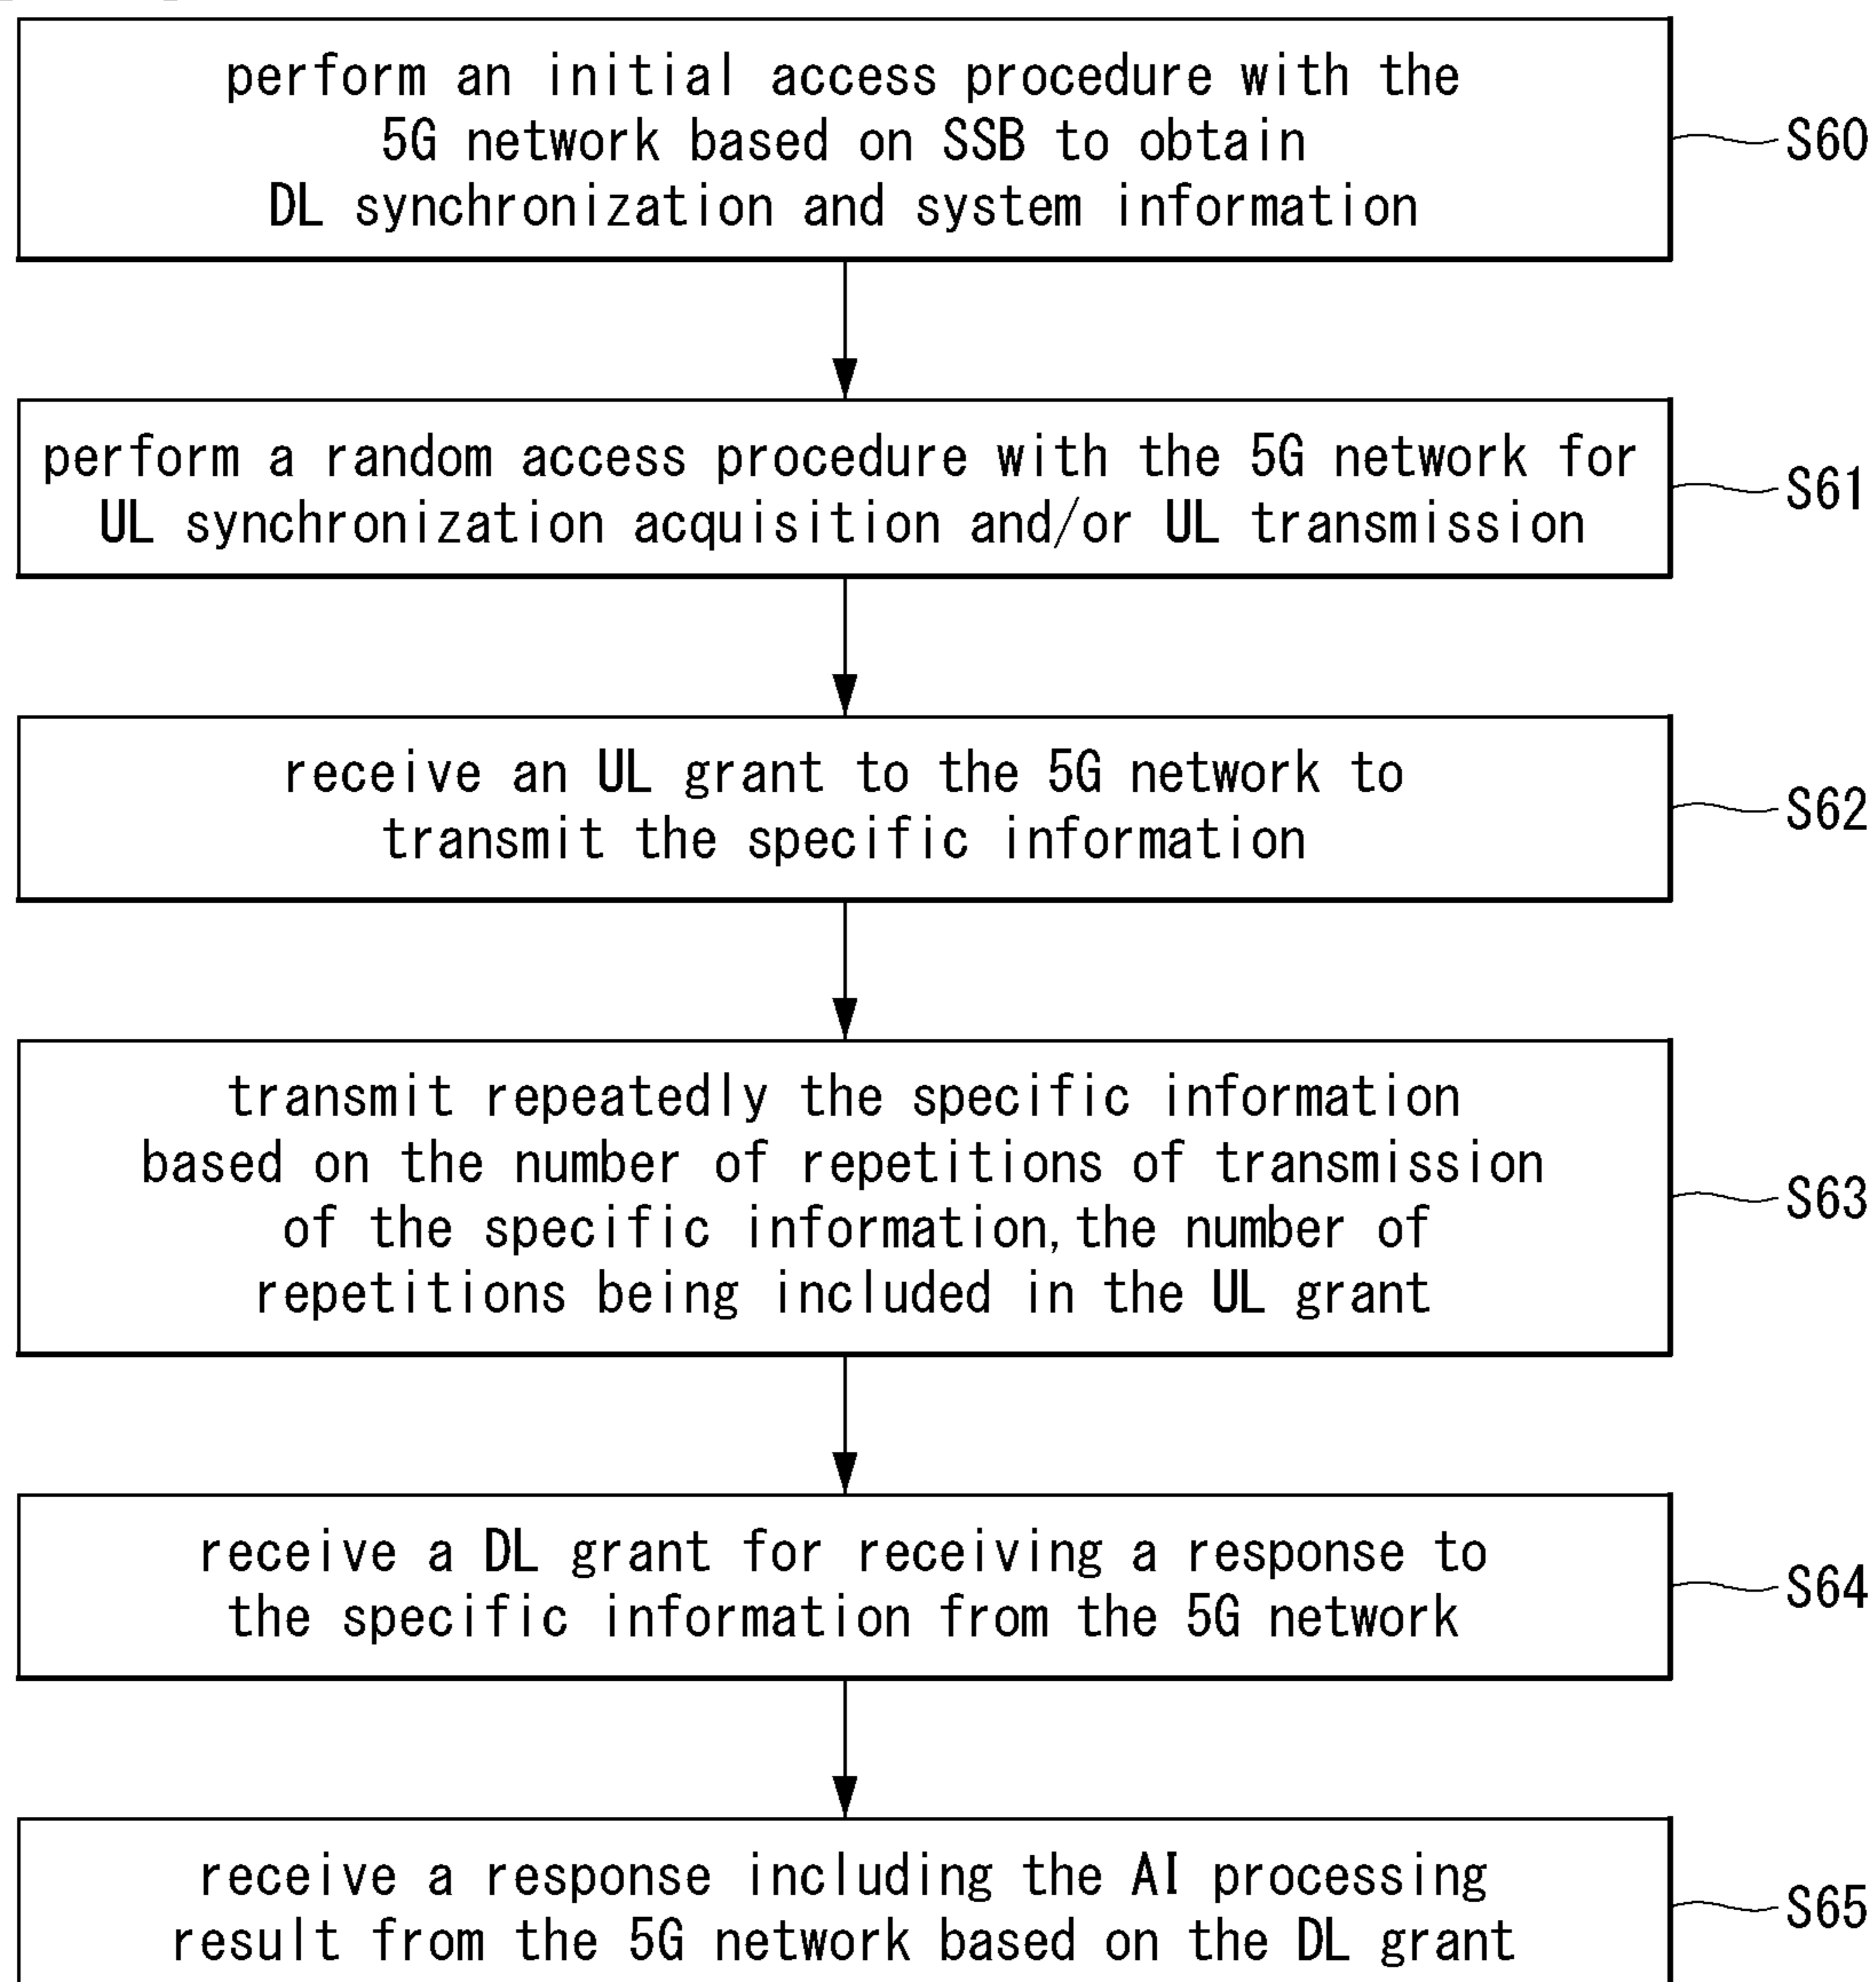 perform an initial access procedure with the
5G network based on SSB to obtain
DL synchronization and system information
S60
perform a random access procedure with the 5G network for
UL synchronization acquisition and/or UL transmission
S61
receive an UL grant to the 5G network to
transmit the specific information
S62
transmit repeatedly the specific information
based on the number of repetitions of transmission
of the specific information, the number of
repetitions being included in the UL grant
S63
receive a DL grant for receiving a response to
the specific information from the 5G network
S64
receive a response including the AI processing
result from the 5G network based on the DL grant
S65